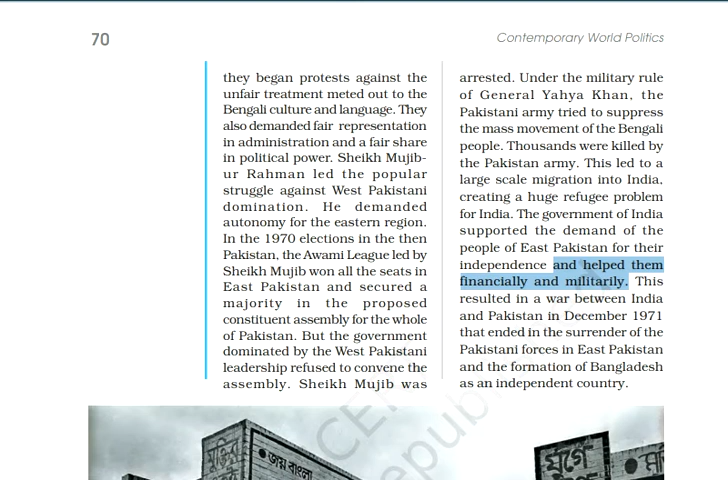 70
Contemporary World Politics
they began protests against the
unfair treatment meted out to the
Bengali culture and language. They
also demanded fair representation
in administration and a fair share
in political power. Sheikh Mujib-
ur Rahman led the popular
struggle against West Pakistani
domination. He demanded
autonomy for the eastern region.
In the 1970 elections in the then
Pakistan, the Awami League led by
Sheikh Mujib won all the seats in
East Pakistan and secured a
majority in the proposed
constituent assembly for the whole
of Pakistan. But the government
dominated by the West Pakistani
leadership refused to convene the
assembly. Sheikh Mujib was
arrested. Under the military rule
of General Yahya Khan, the
Pakistani army tried to suppress
the mass movement of the Bengali
people. Thousands were killed by
the Pakistan army. This led to a
large scale migration into India,
creating a huge refugee problem
for India. The government of India
supported the demand of the
people of East Pakistan for their
independence and helped them
financially and militarily. This
resulted in a war between India
and Pakistan in December 1971
that ended in the surrender of the
Pakistani forces in East Pakistan
and the formation of Bangladesh
as an independent country.
জয় বাংলা